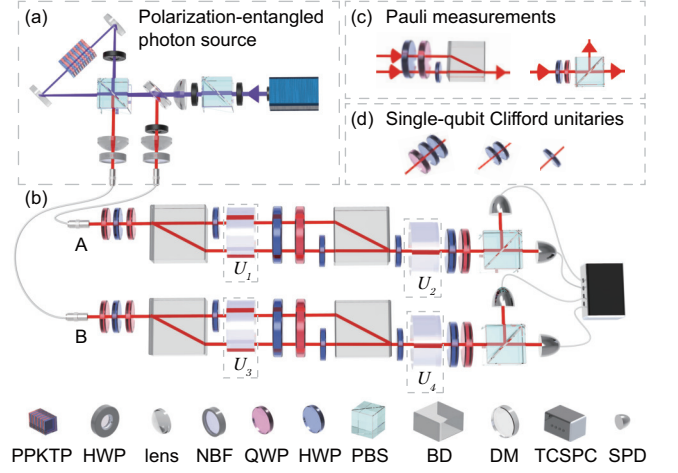 (a) Polarization-entangled
photon source
(c) Pauli measurements
(d) Single-qubit Clifford unitaries
(b)
A
U1
U2
B
U3
U4
PPKTP HWP lens NBF QWP HWP PBS BD DM TCSPC SPD